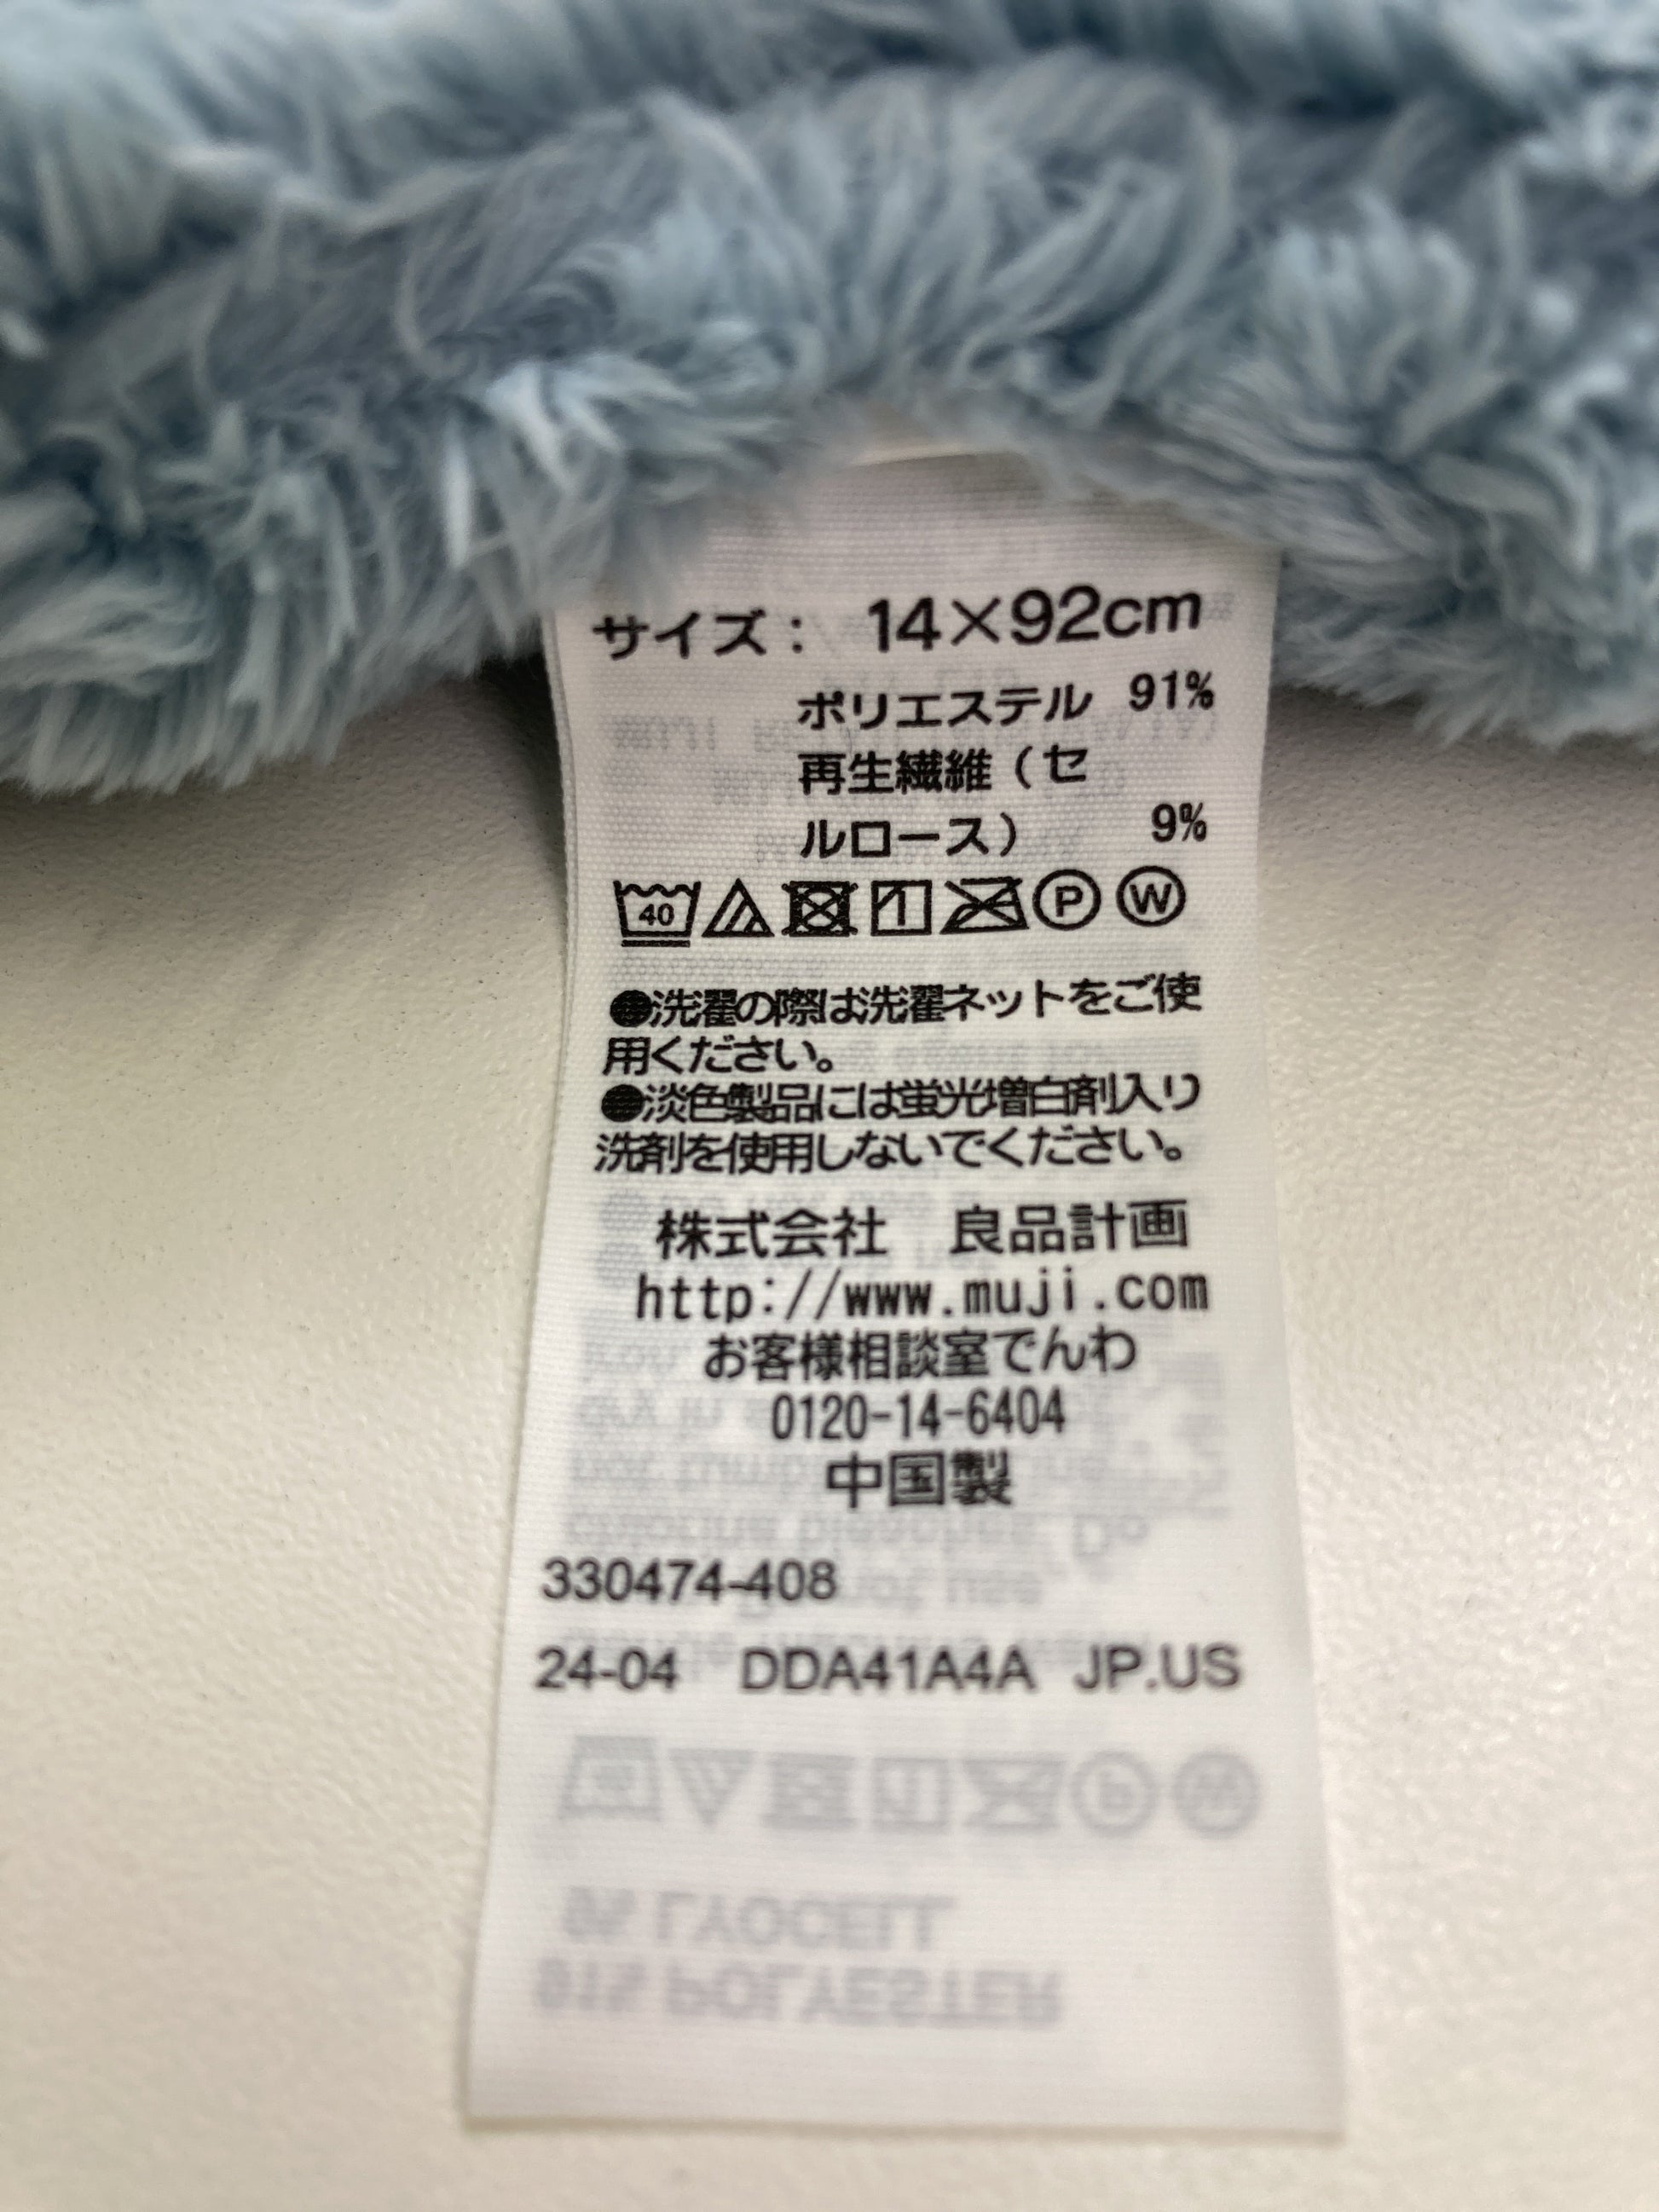 サイズ： 14×92cm
ポリエステル 91%
再生繊維（セ
ルロース） 9%
40 P W
●洗濯の際は洗濯ネットをご使
用ください。
●淡色製品には蛍光増白剤入り
洗剤を使用しないでください。
株式会社 良品計画
http://www.muji.com
お客様相談室でんわ
0120-14-6404
中国製
330474-408
24-04 DDA41A4A JP.US